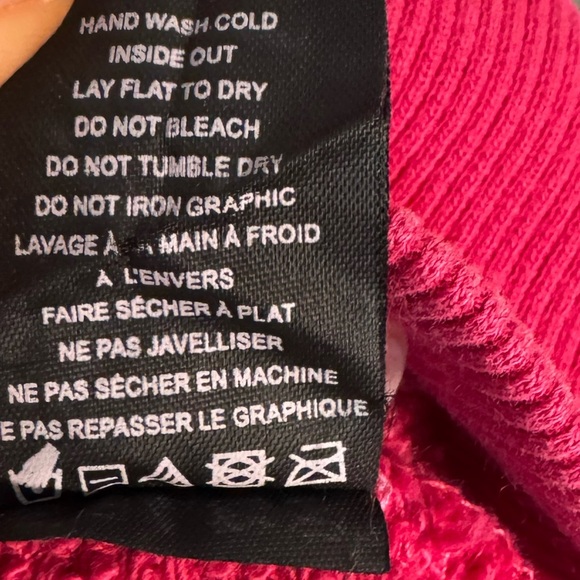 HAND WASH COLD
INSIDE OUT
LAY FLAT TO DRY
DO NOT BLEACH
DO NOT TUMBLE DRY
DO NOT IRON GRAPHIC
LAVAGE À MAIN À FROID
À L'ENVERS
FAIRE SÉCHER À PLAT
NE PAS JAVELLISER
NE PAS SÉCHER EN MACHINE
E PAS REPASSER LE GRAPHIQUE